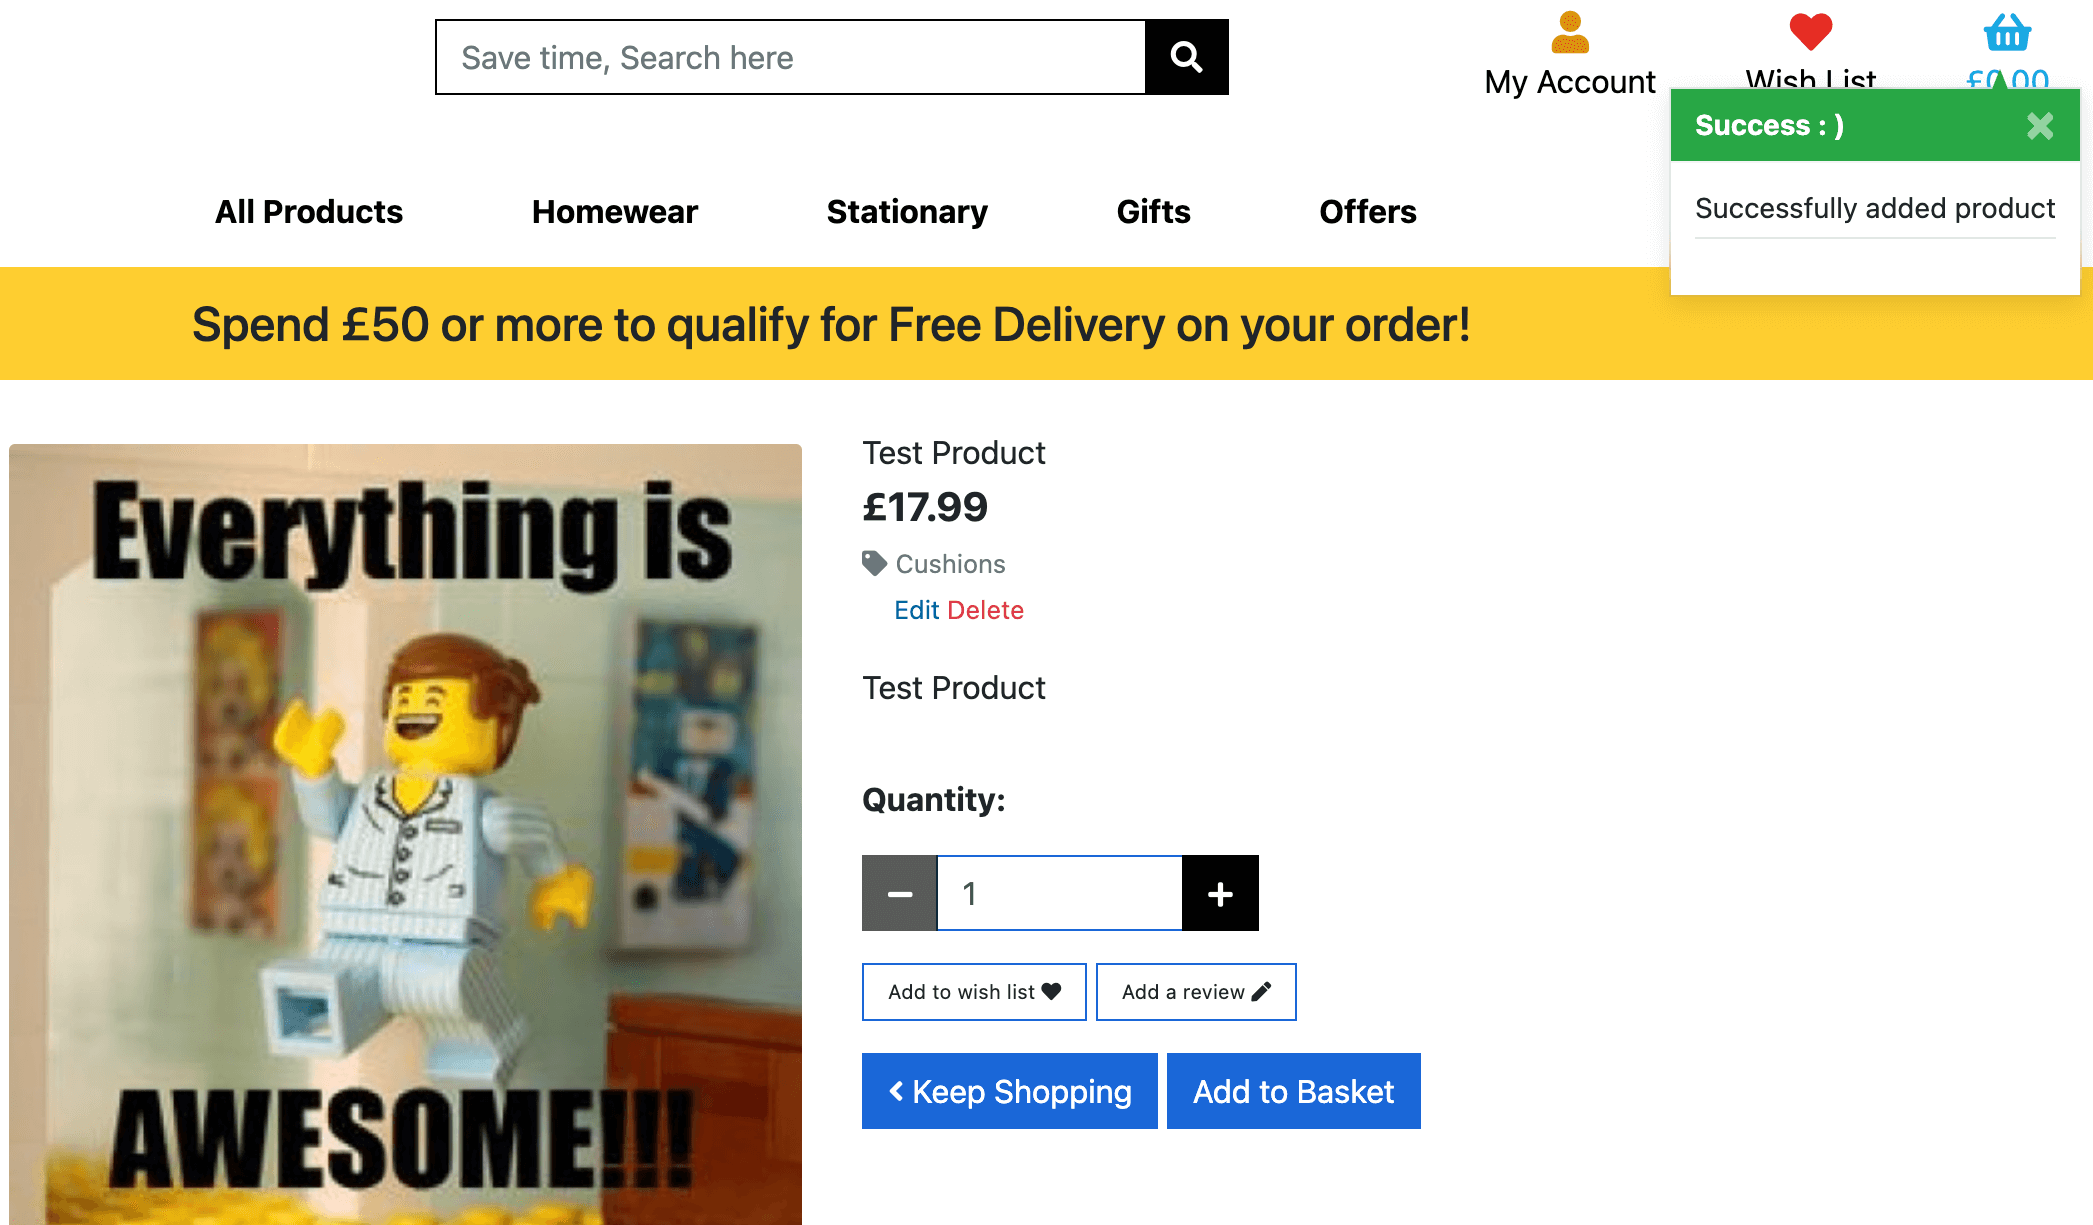 Save time, Search here
My Account
Wish List
£0.00
Success : )
Successfully added product
All Products
Homewear
Stationary
Gifts
Offers
Spend £50 or more to qualify for Free Delivery on your order!
Everything is
AWESOME!!!
Test Product
£17.99
Cushions
Edit Delete
Test Product
Quantity:
1
Add to wish list
Add a review
Keep Shopping
Add to Basket